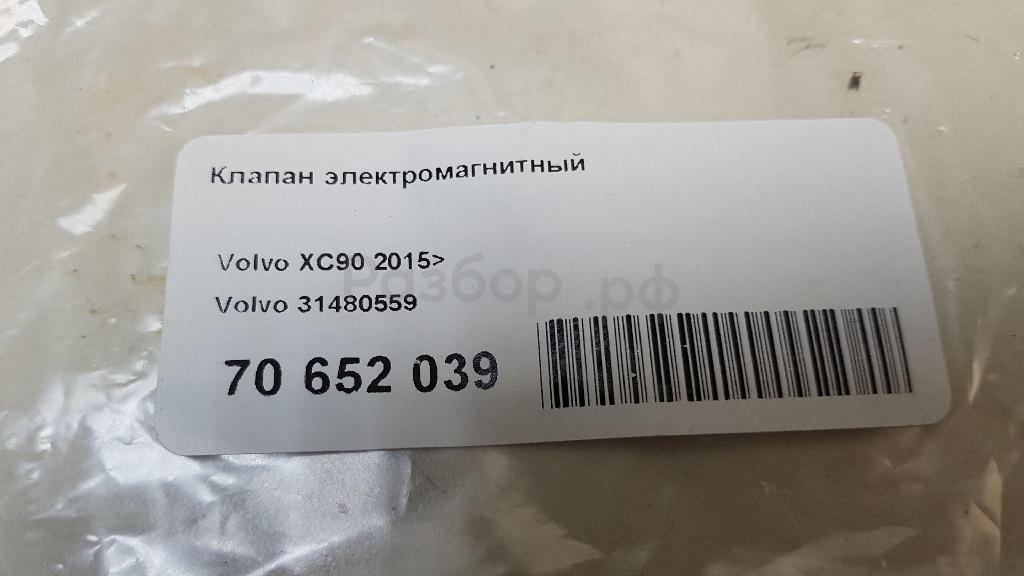 Клапан электромагнитный
Volvo XC90 2015>
Разбор.рф
Volvo 31480559
70 652 039